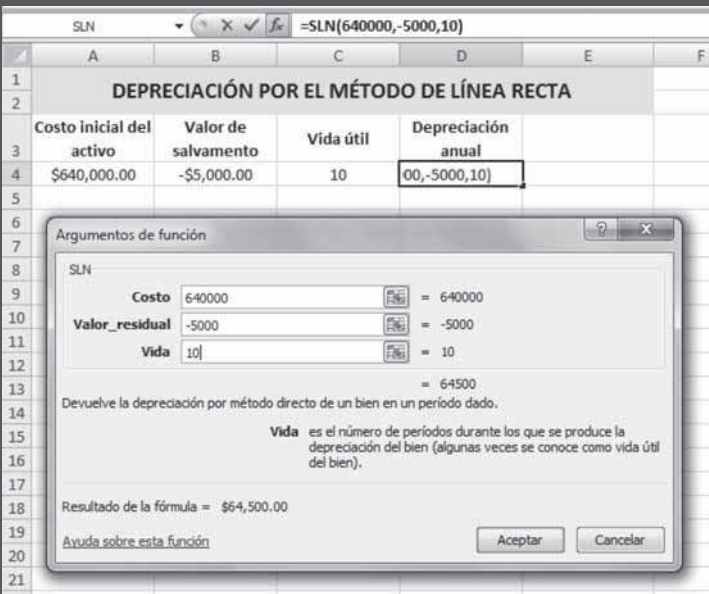 SLN =SLN(640000,-5000,10)
A B C D E F
1
DEPRECIACIÓN POR EL MÉTODO DE LÍNEA RECTA
2
Costo inicial del activo Valor de salvamento Vida útil Depreciación anual
3
4 $640,000.00 -$5,000.00 10 00,-5000,10)
5
6
Argumentos de función
7
8 SLN
9 Costo 640000 = 640000
10 Valor_residual -5000 = -5000
11 Vida 10 = 10
12
13 = 64500
Devuelve la depreciación por método directo de un bien en un período dado.
14
15 Vida es el número de períodos durante los que se produce la
16 depreciación del bien (algunas veces se conoce como vida útil
del bien).
17
18 Resultado de la fórmula = $64,500.00
19 Ayuda sobre esta función Aceptar Cancelar
20
21